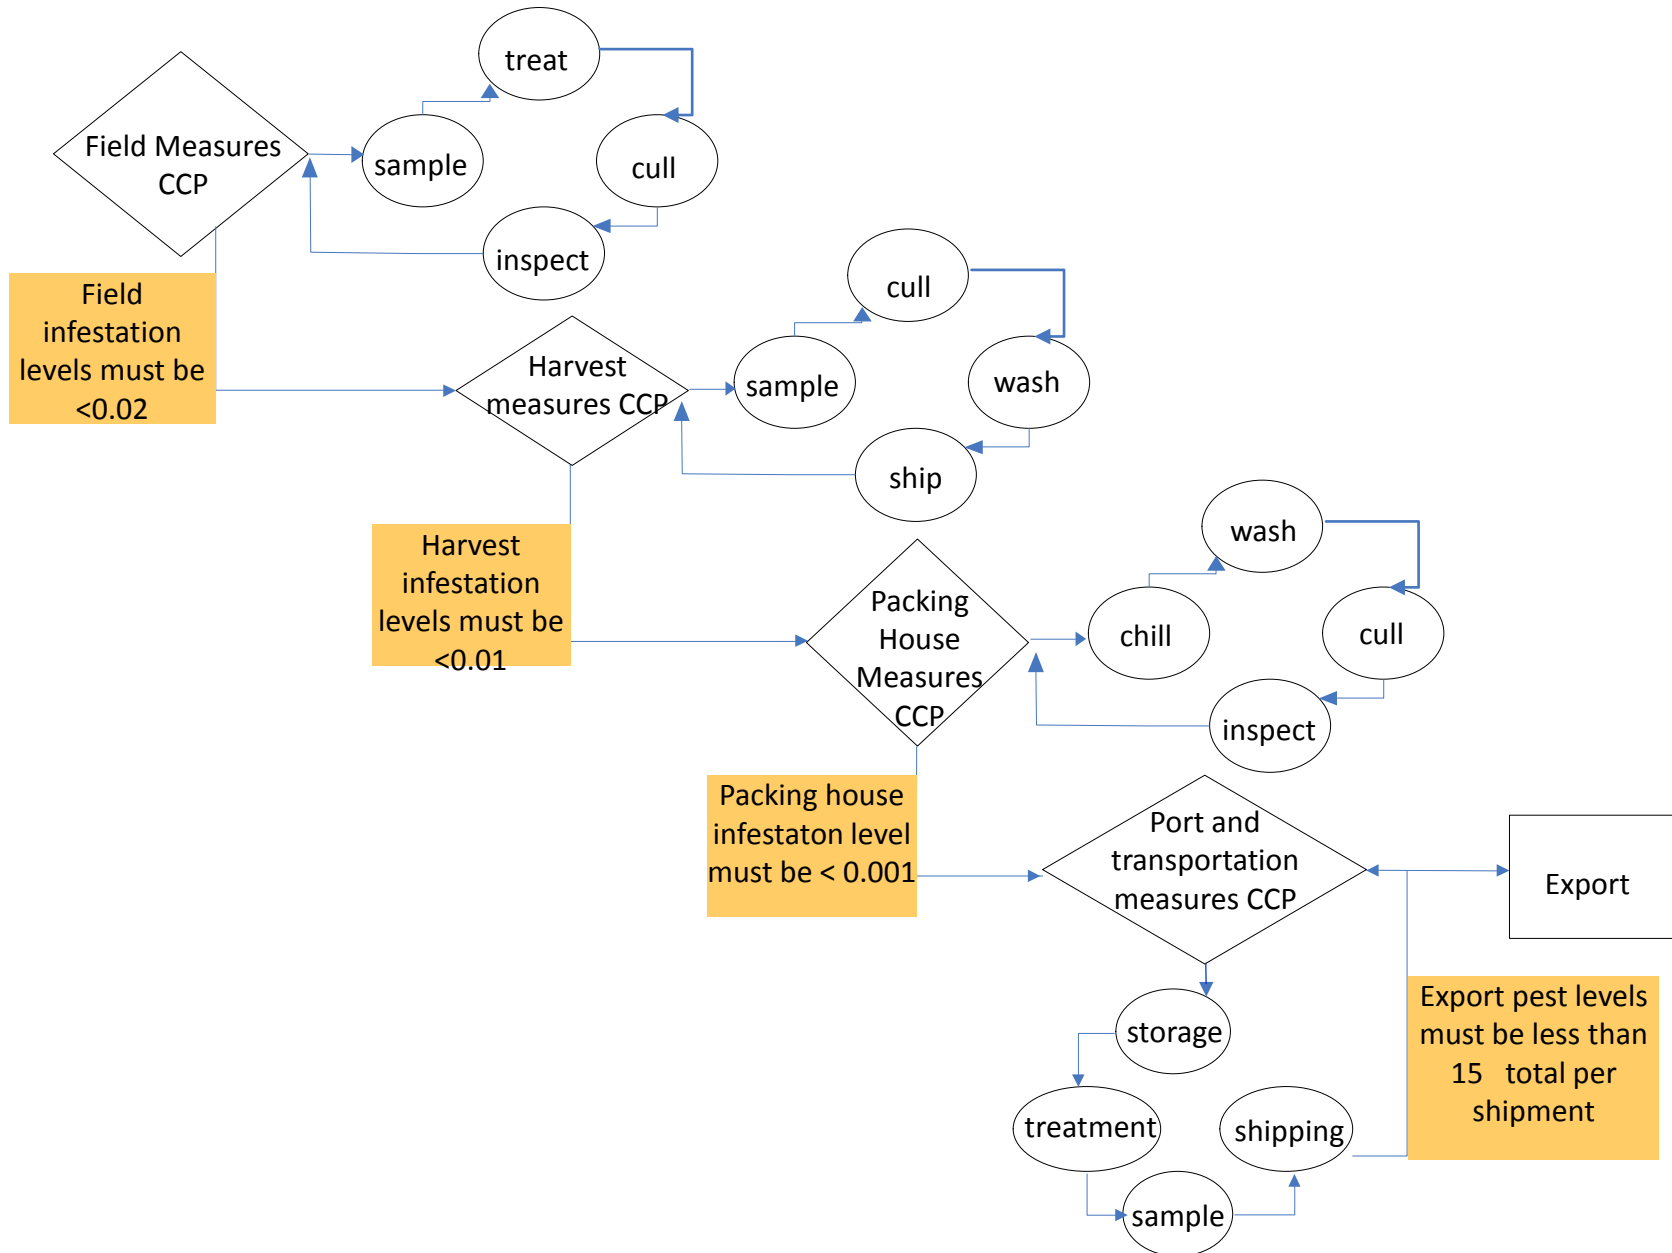 treat
Field Measures
CCP
sample
cull
inspect
Field
infestation
levels must be
<0.02
cull
Harvest
measures CCP
sample
wash
ship
Harvest
infestation
levels must be
<0.01
wash
Packing
House
Measures
CCP
chill
cull
inspect
Packing house
infestaton level
must be < 0.001
Port and
transportation
measures CCP
Export
storage
Export pest levels
must be less than
15 total per
shipment
treatment
shipping
sample